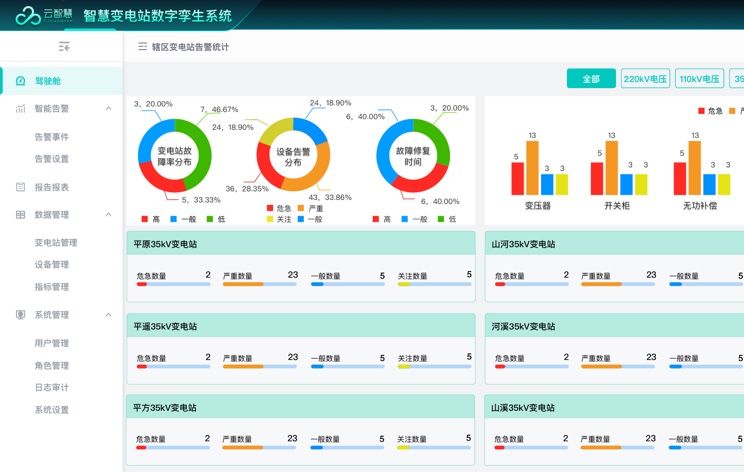 云智慧 智慧变电站数字孪生系统
辖区变电站告警统计
驾驶舱
智能告警
告警事件
告警设置
报告报表
数据管理
变电站管理
设备管理
指标管理
系统管理
用户管理
角色管理
日志审计
系统设置
全部 220kV电压 110kV电压 35
3, 20.00%
7, 46.67%
5, 33.33%
变电站故
障率分布
高 一般 低
24, 18.90%
24, 18.90%
36, 28.35%
43, 33.86%
设备告警
分布
危急 严重
关注 一般
6, 40.00%
3, 20.00%
6, 40.00%
故障修复
时间
高 一般 低
危急
5 13 3 3
5 13 3 3
5 13 3 3
变压器 开关柜 无功补偿
平原35kV变电站
危急数量 2 严重数量 23 一般数量 5 关注数量 5
山河35kV变电站
危急数量 2 严重数量 23 一般数量
平遥35kV变电站
危急数量 2 严重数量 23 一般数量 5 关注数量 5
河溪35kV变电站
危急数量 2 严重数量 23 一般数量
平方35kV变电站
危急数量 2 严重数量 23 一般数量 5 关注数量 5
山溪35kV变电站
危急数量 2 严重数量 23 一般数量